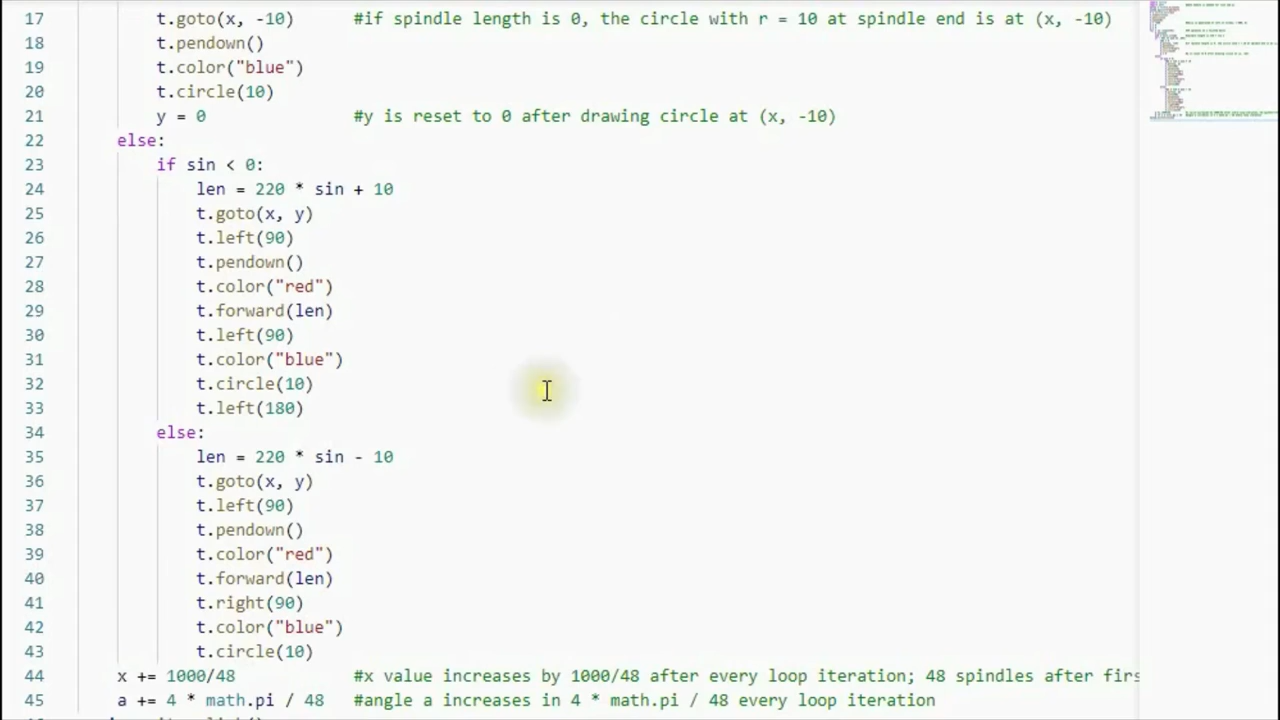 17 t.goto(x, -10) #if spindle length is 0, the circle with r = 10 at spindle end is at (x, -10)
18 t.pendown()
19 t.color("blue")
20 t.circle(10)
21 y = 0 #y is reset to 0 after drawing circle at (x, -10)
22 else:
23 if sin < 0:
24 len = 220 * sin + 10
25 t.goto(x, y)
26 t.left(90)
27 t.pendown()
28 t.color("red")
29 t.forward(len)
30 t.left(90)
31 t.color("blue")
32 t.circle(10)
33 t.left(180)
34 else:
35 len = 220 * sin - 10
36 t.goto(x, y)
37 t.left(90)
38 t.pendown()
39 t.color("red")
40 t.forward(len)
41 t.right(90)
42 t.color("blue")
43 t.circle(10)
44 x += 1000/48 #x value increases by 1000/48 after every loop iteration; 48 spindles after firs
45 a += 4 * math.pi / 48 #angle a increases in 4 * math.pi / 48 every loop iteration